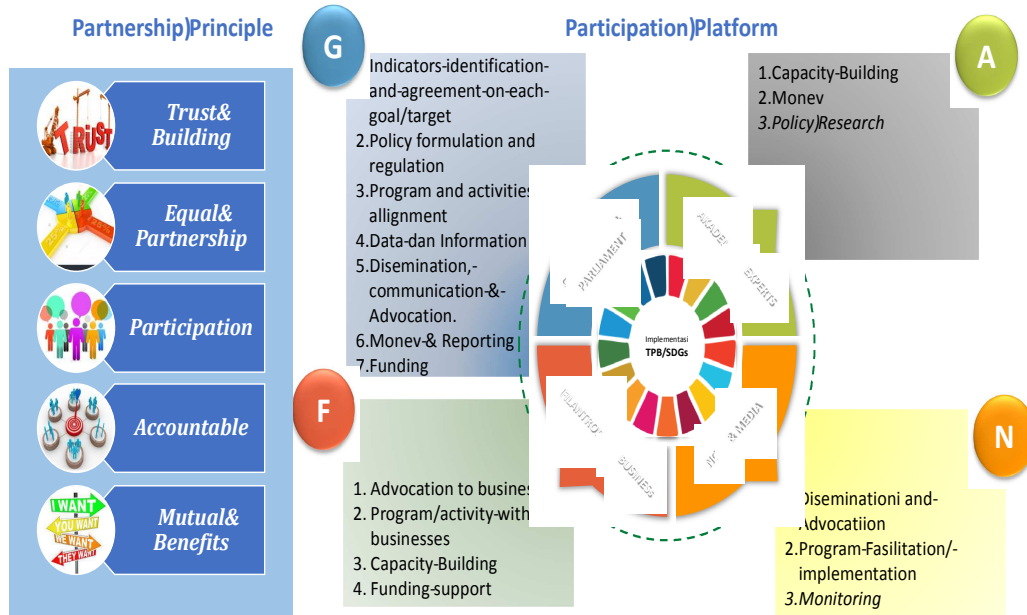 Partnership)Principle
Participation)Platform
TRUST
Trust&
Building
Equal&
Partnership
Participation
Accountable
I WANT
YOU WANT
WE WANT
THEY WANT
Mutual&
Benefits
G
Indicators-identification-
and-agreement-on-each-
goal/target
2.Policy formulation and
regulation
3.Program and activities
allignment
4.Data-dan Information
5.Disemination,-
communication-&-
Advocation.
6.Monev-& Reporting
7.Funding
A
1.Capacity-Building
2.Monev
3.Policy)Research
PARLIAMENT
AKADE
EXPERTS
Implementasi
TPB/SDGs
FILANTRO
BUSINESS
& MEDIA
F
1. Advocation to busine
2. Program/activity-with
businesses
3. Capacity-Building
4. Funding-support
N
Diseminationi and-
Advocatiion
2.Program-Fasilitation/-
implementation
3.Monitoring